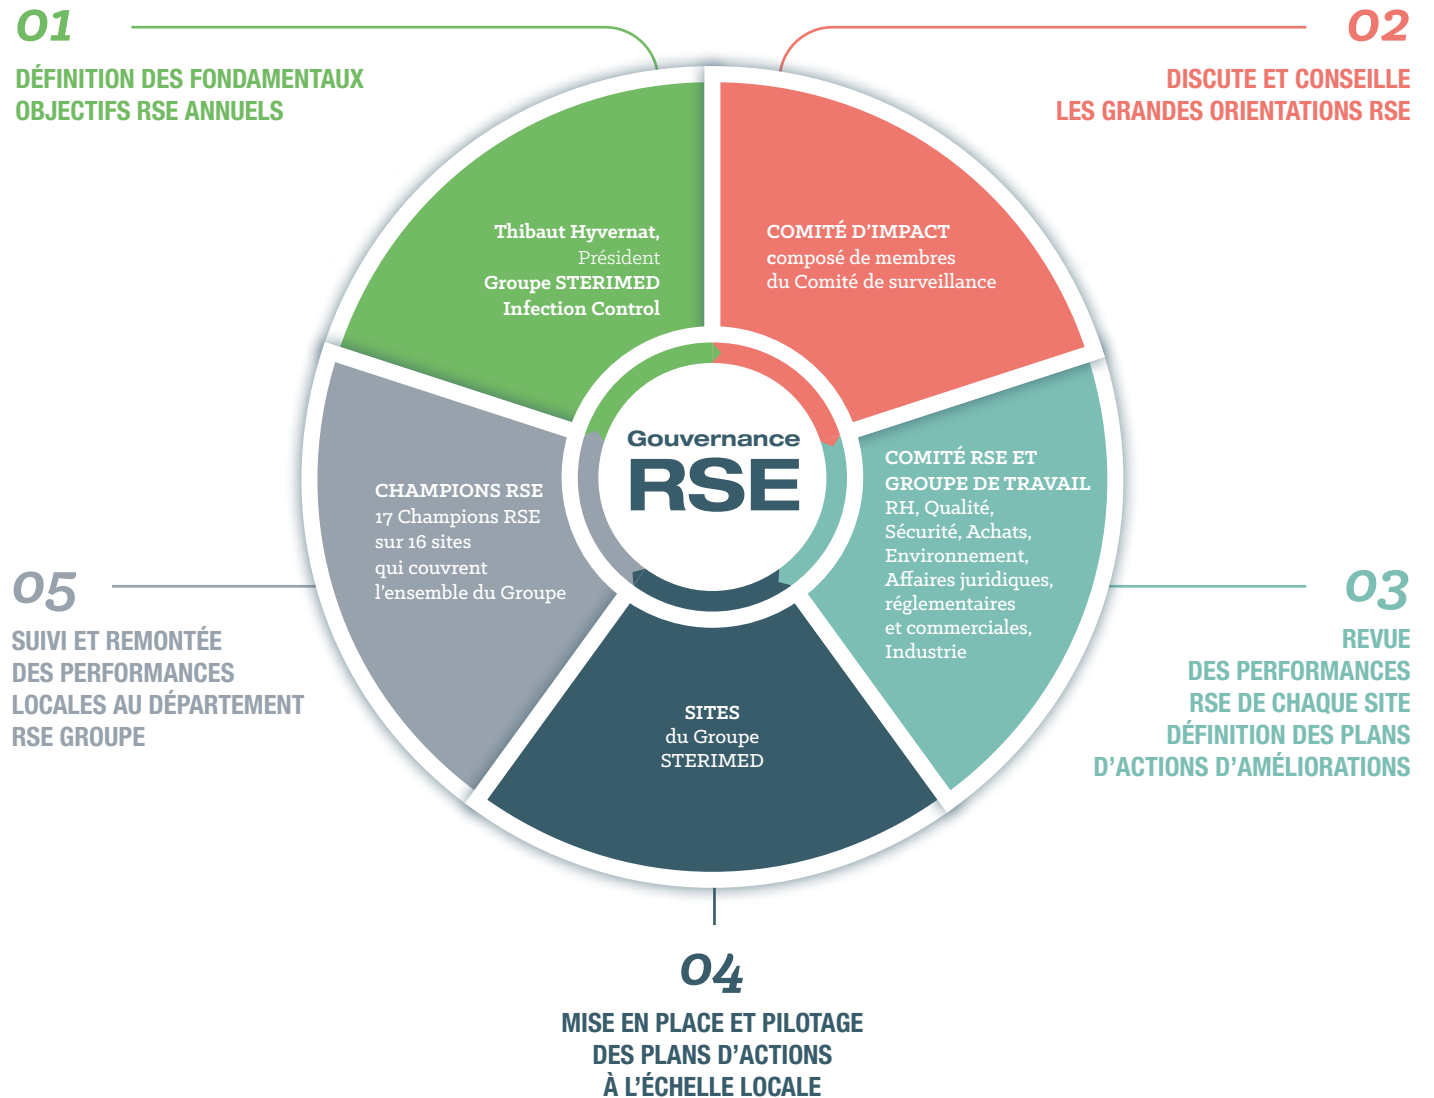 01
DÉFINITION DES FONDAMENTAUX
OBJECTIFS RSE ANNUELS
Thibaut Hyvernat,
Président
Groupe STERIMED
Infection Control
02
DISCUTE ET CONSEILLE
LES GRANDES ORIENTATIONS RSE
COMITÉ D'IMPACT
composé de membres
du Comité de surveillance
Gouvernance
RSE
COMITÉ RSE ET
GROUPE DE TRAVAIL
RH, Qualité,
Sécurité, Achats,
Environnement,
Affaires juridiques,
réglementaires
et commerciales,
Industrie
03
REVUE
DES PERFORMANCES
RSE DE CHAQUE SITE
DÉFINITION DES PLANS
D'ACTIONS D'AMÉLIORATIONS
SITES
du Groupe
STERIMED
04
MISE EN PLACE ET PILOTAGE
DES PLANS D'ACTIONS
À L'ÉCHELLE LOCALE
CHAMPIONS RSE
17 Champions RSE
sur 16 sites
qui couvrent
l'ensemble du Groupe
05
SUIVI ET REMONTÉE
DES PERFORMANCES
LOCALES AU DÉPARTEMENT
RSE GROUPE